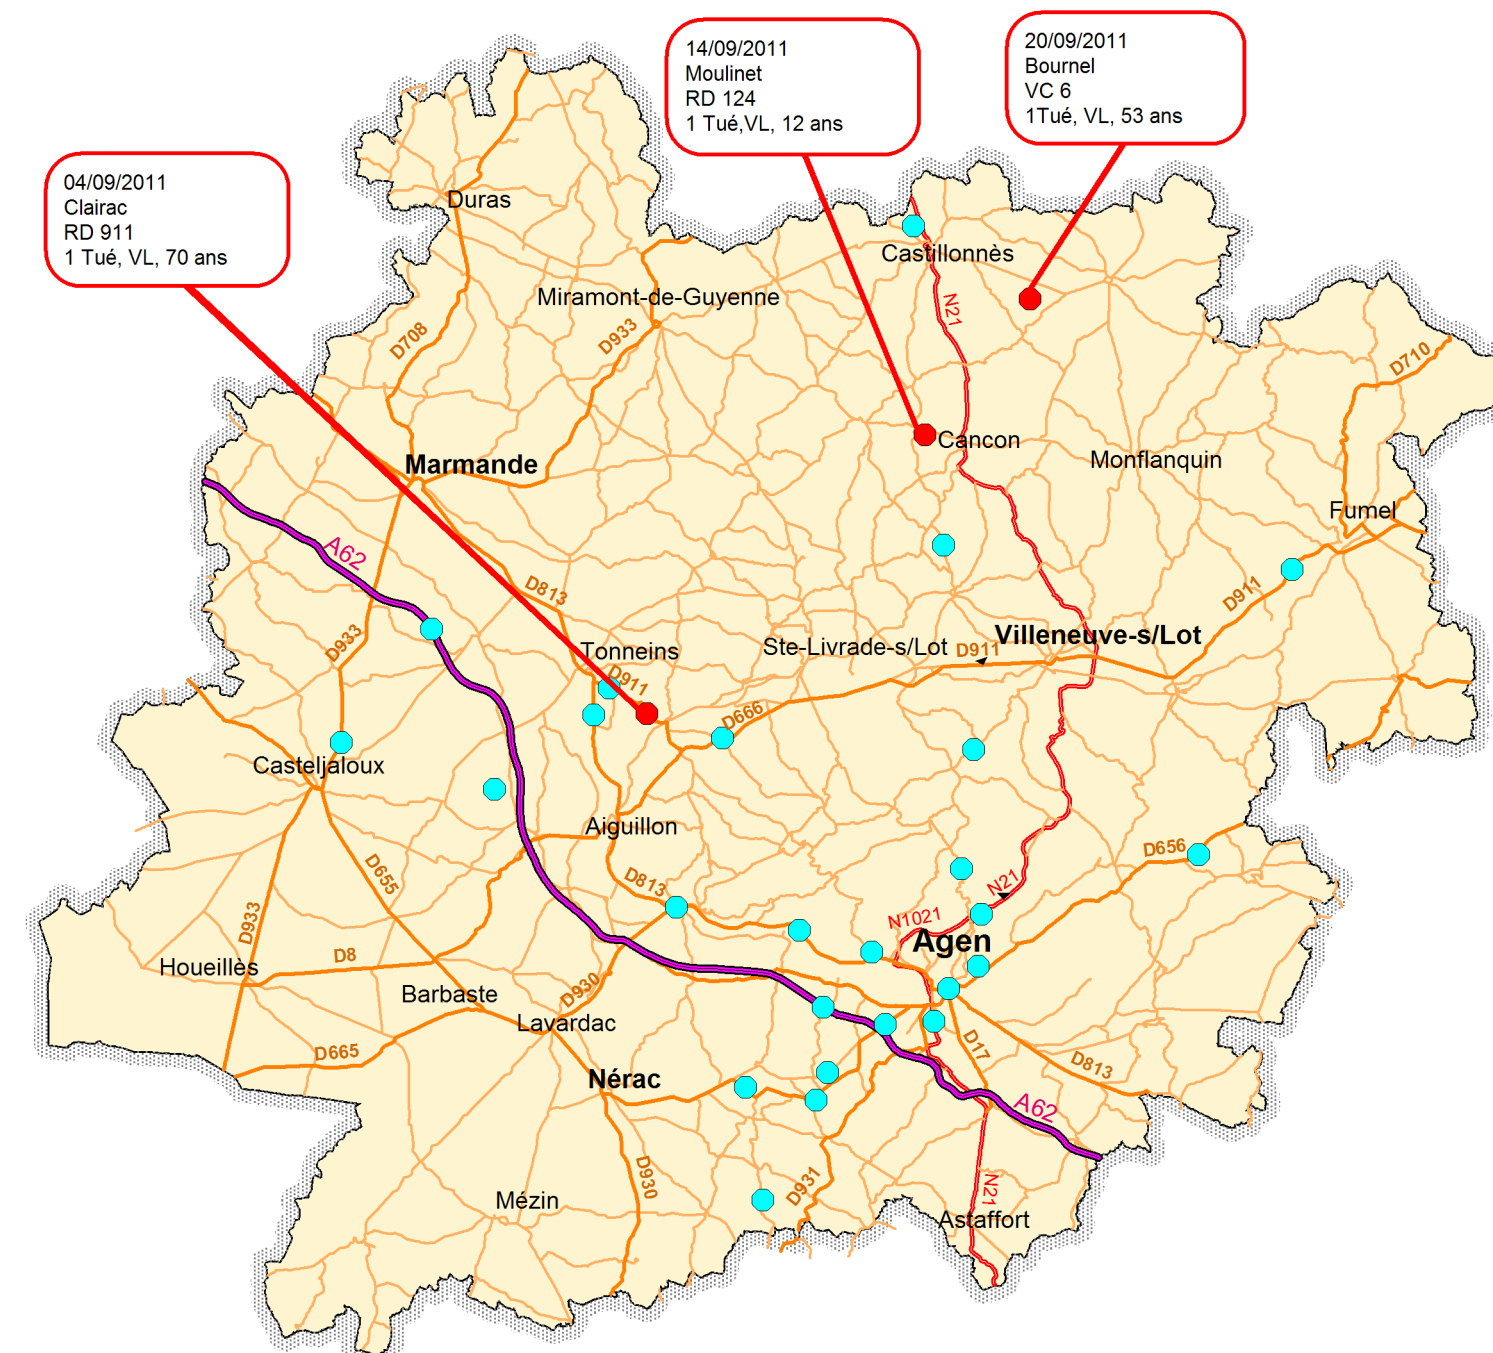 20/09/2011
Bournel
VC 6
1Tué, VL, 53 ans
14/09/2011
Moulinet
RD 124
1 Tué,VL, 12 ans
04/09/2011
Clairac
RD 911
1 Tué, VL, 70 ans
Duras
Castillonnès
Miramont-de-Guyenne
N21
D708
D933
D710
Cancon
Monflanquin
Marmande
Fumel
A62
D813
D911
D933
Tonneins
Ste-Livrade-s/Lot
D911
Villeneuve-s/Lot
D911
D666
Casteljaloux
Aiguillon
D656
D655
D813
N21
N1021
Agen
D933
D8
Houeillès
Barbaste
D930
Lavardac
D665
D17
D813
Nérac
A62
D930
D931
N21
Mézin
Astaffort